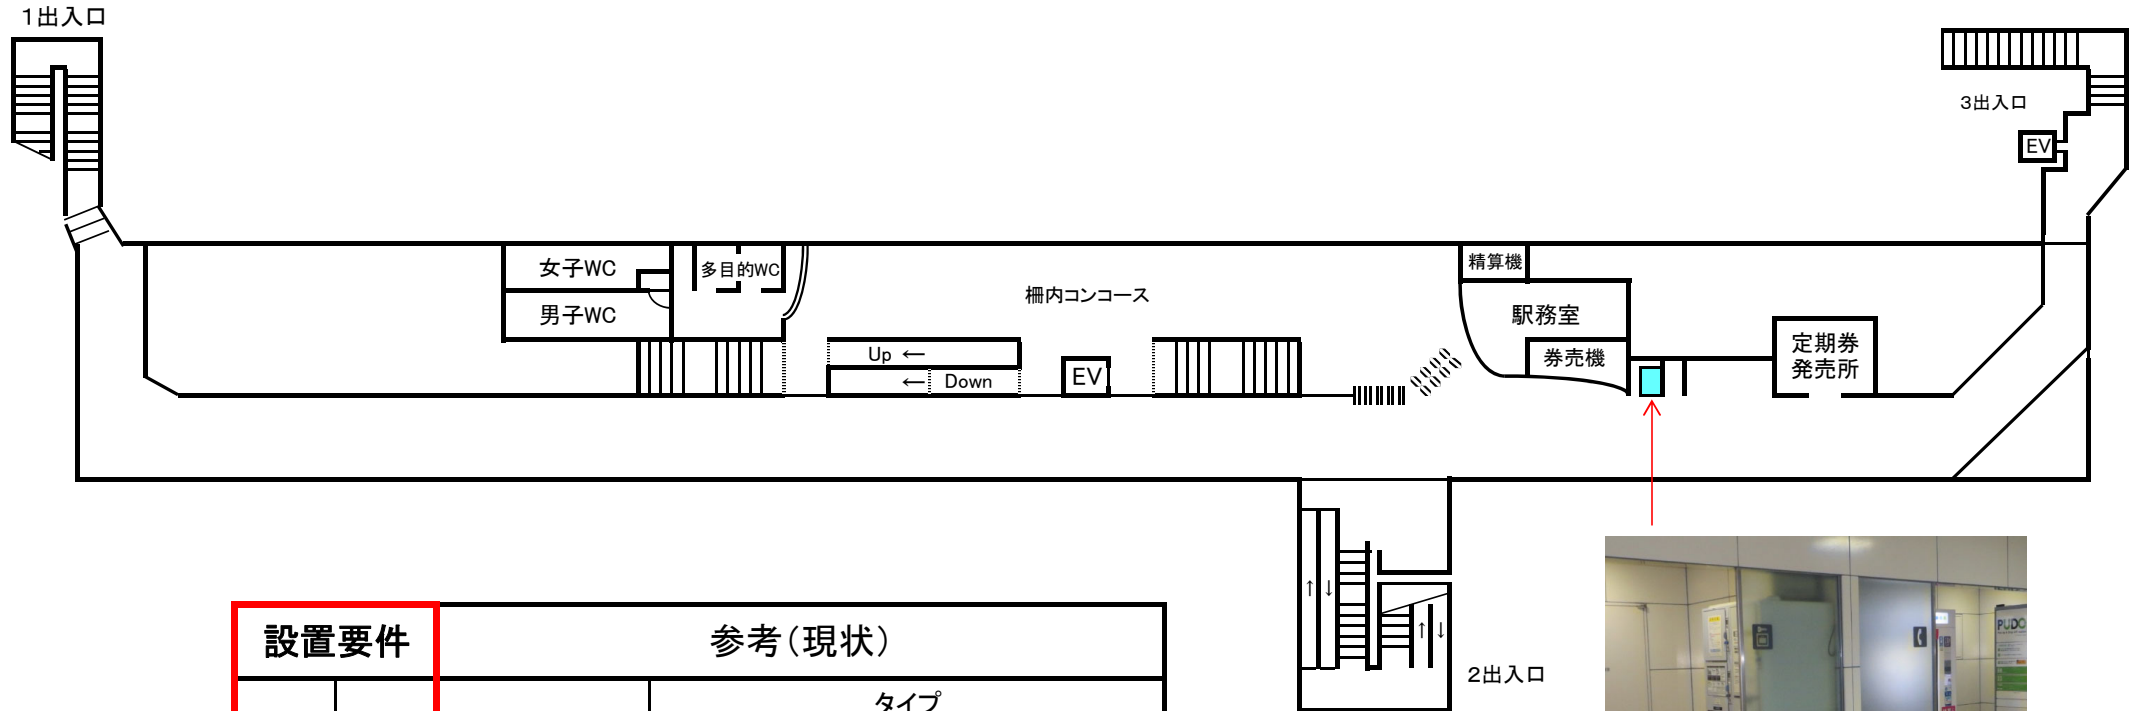 1出入口
3出入口
EV
女子WC
多目的WC
男子WC
柵内コンコース
精算機
駅務室
券売機
定期券
発売所
Up ←
← Down
EV
↑ ↓
↑ ↓
2出入口
設置要件
参考(現状)
タイプ
PUDO